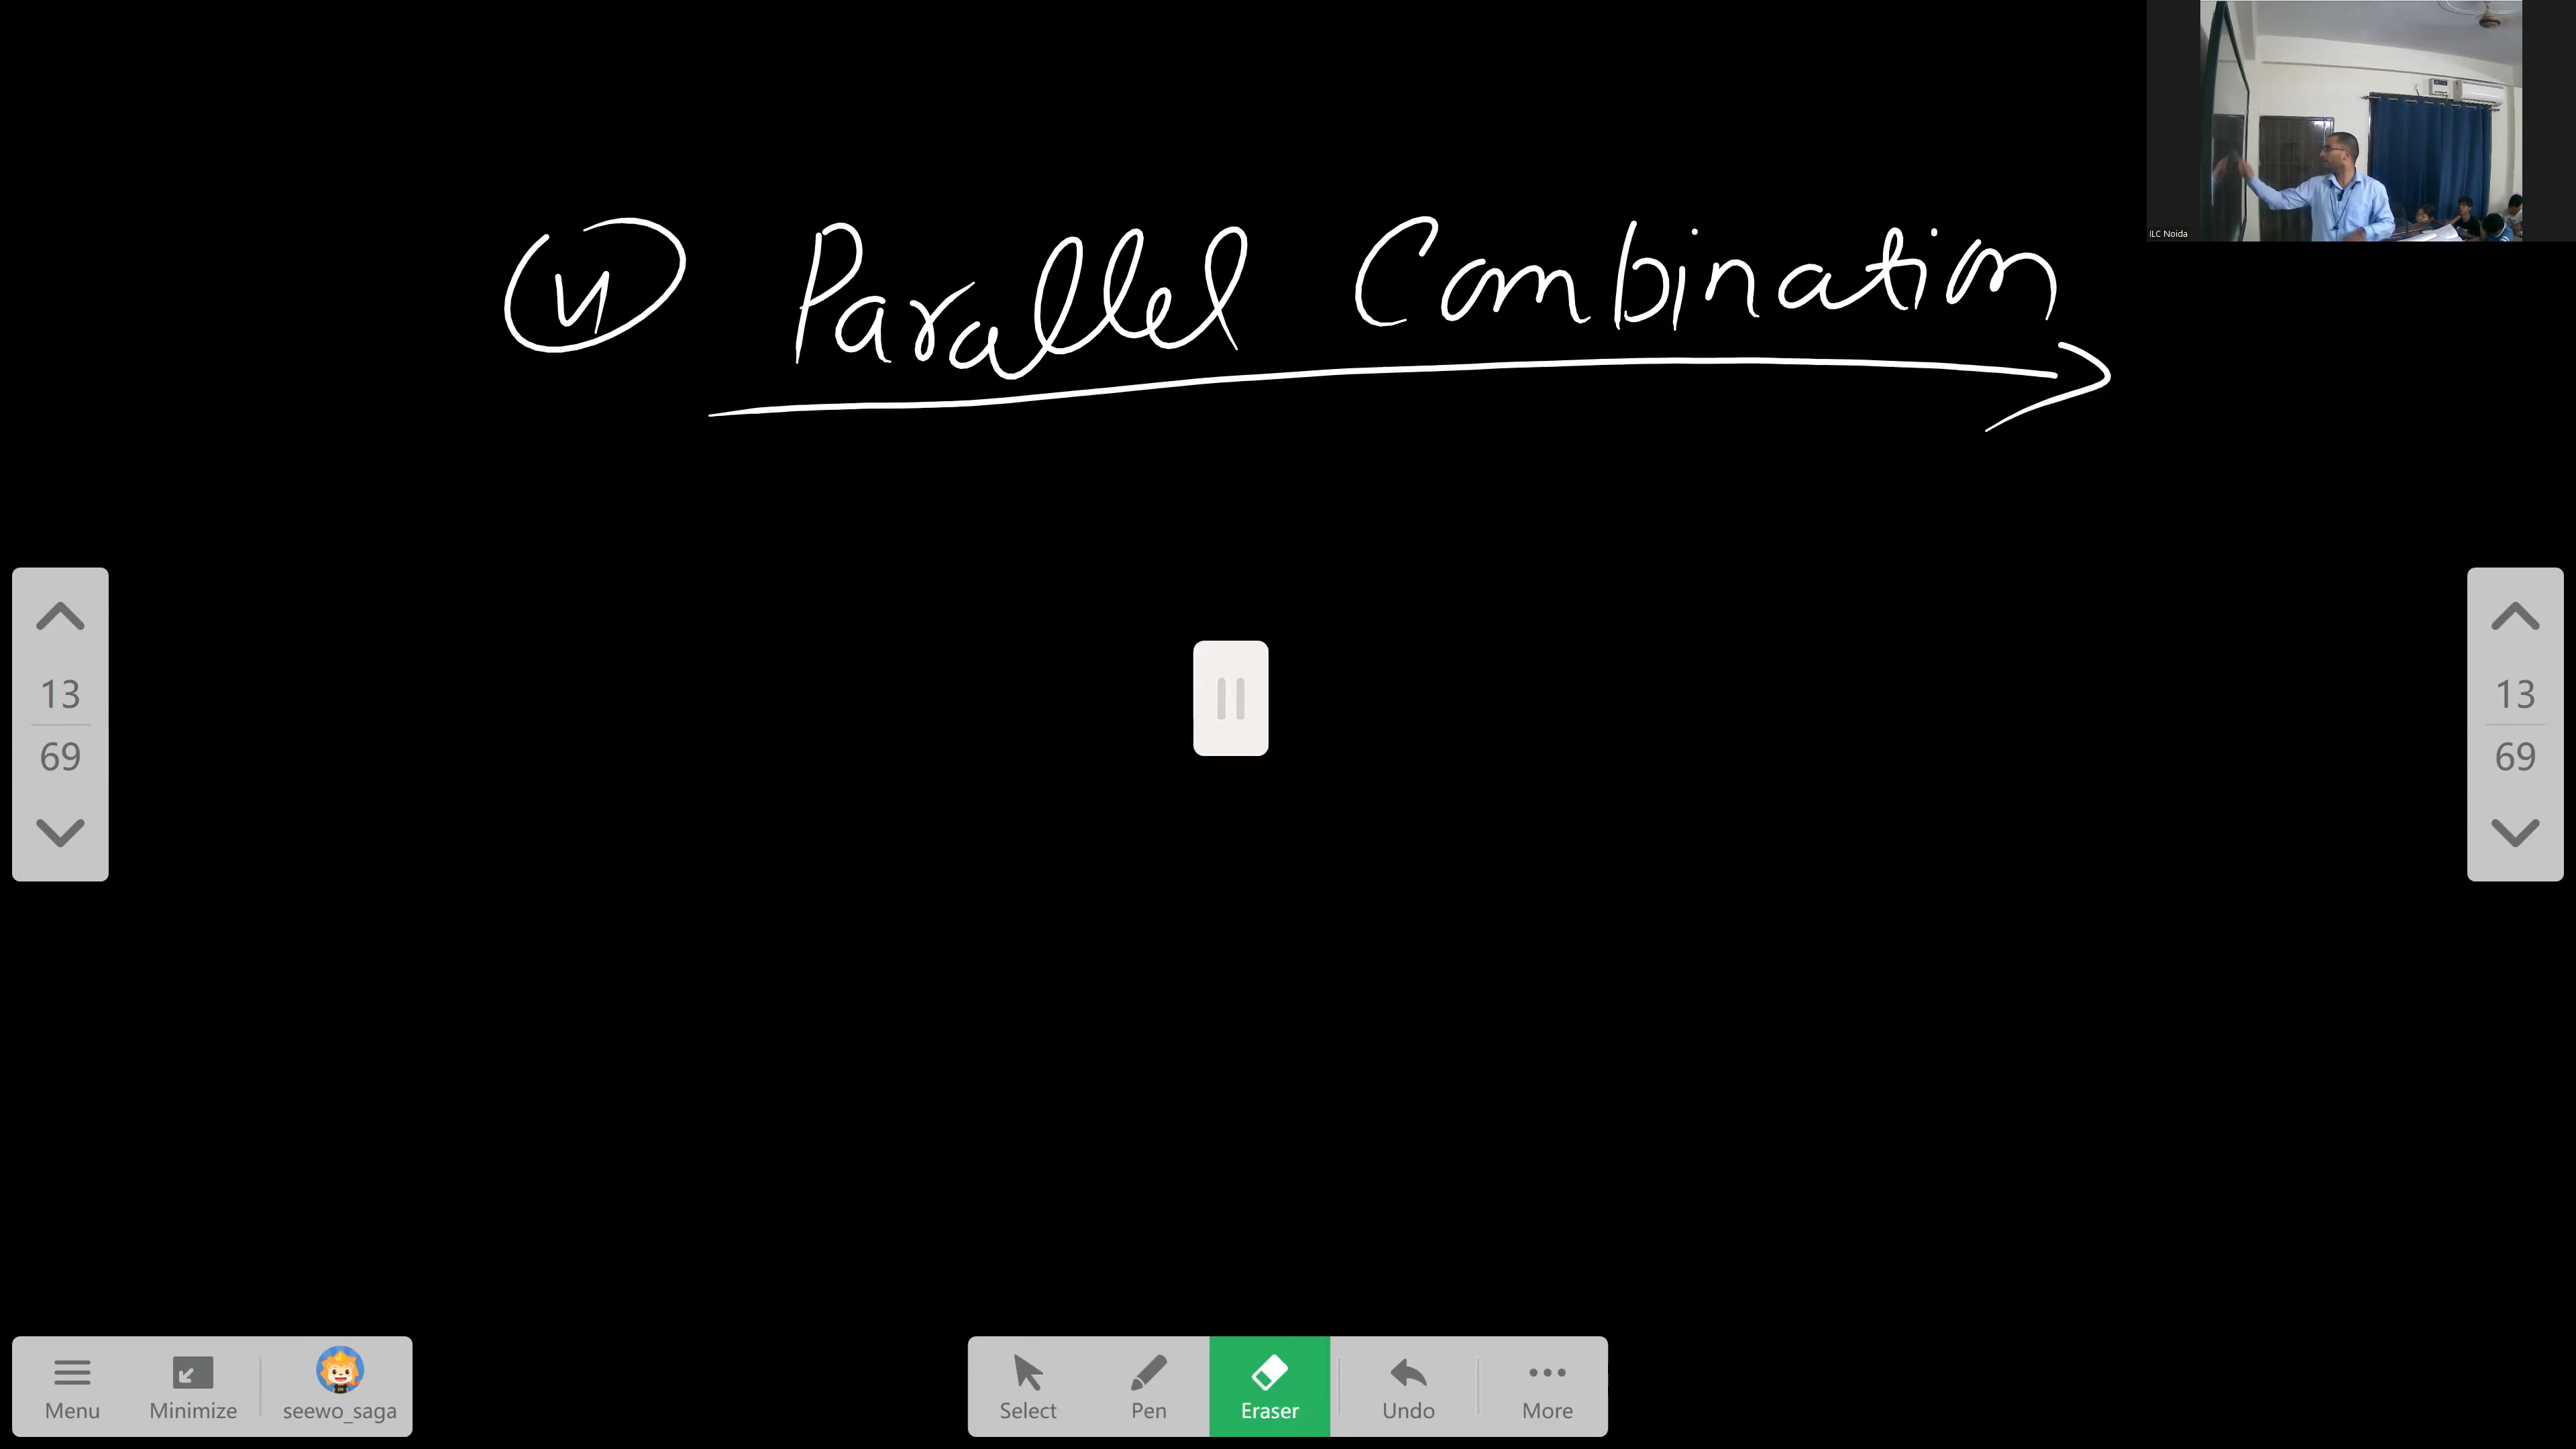 ILC Noida
Parallel Combination
13
69
13
69
Menu Minimize seewo_saga
Select Pen Eraser Undo More